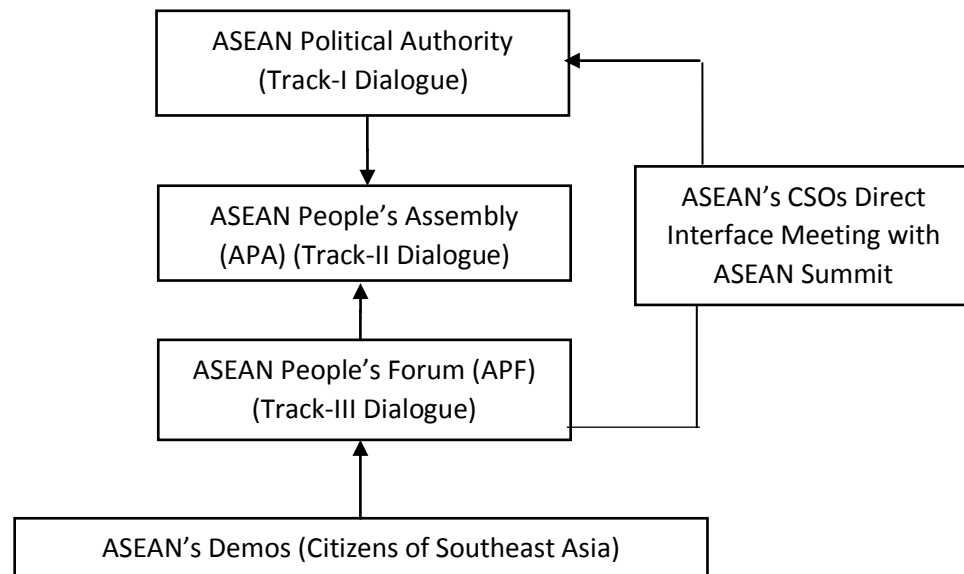 ASEAN Political Authority
(Track-I Dialogue)
ASEAN People’s Assembly
(APA) (Track-II Dialogue)
ASEAN’s CSOs Direct
Interface Meeting with
ASEAN Summit
ASEAN People’s Forum (APF)
(Track-III Dialogue)
ASEAN’s Demos (Citizens of Southeast Asia)